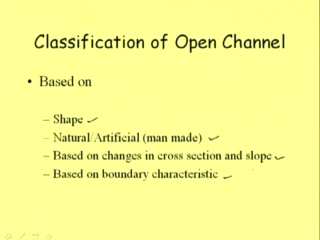 Classification of Open Channel
• Based on
– Shape
– Natural/Artificial (man made)
– Based on changes in cross section and slope
– Based on boundary characteristic